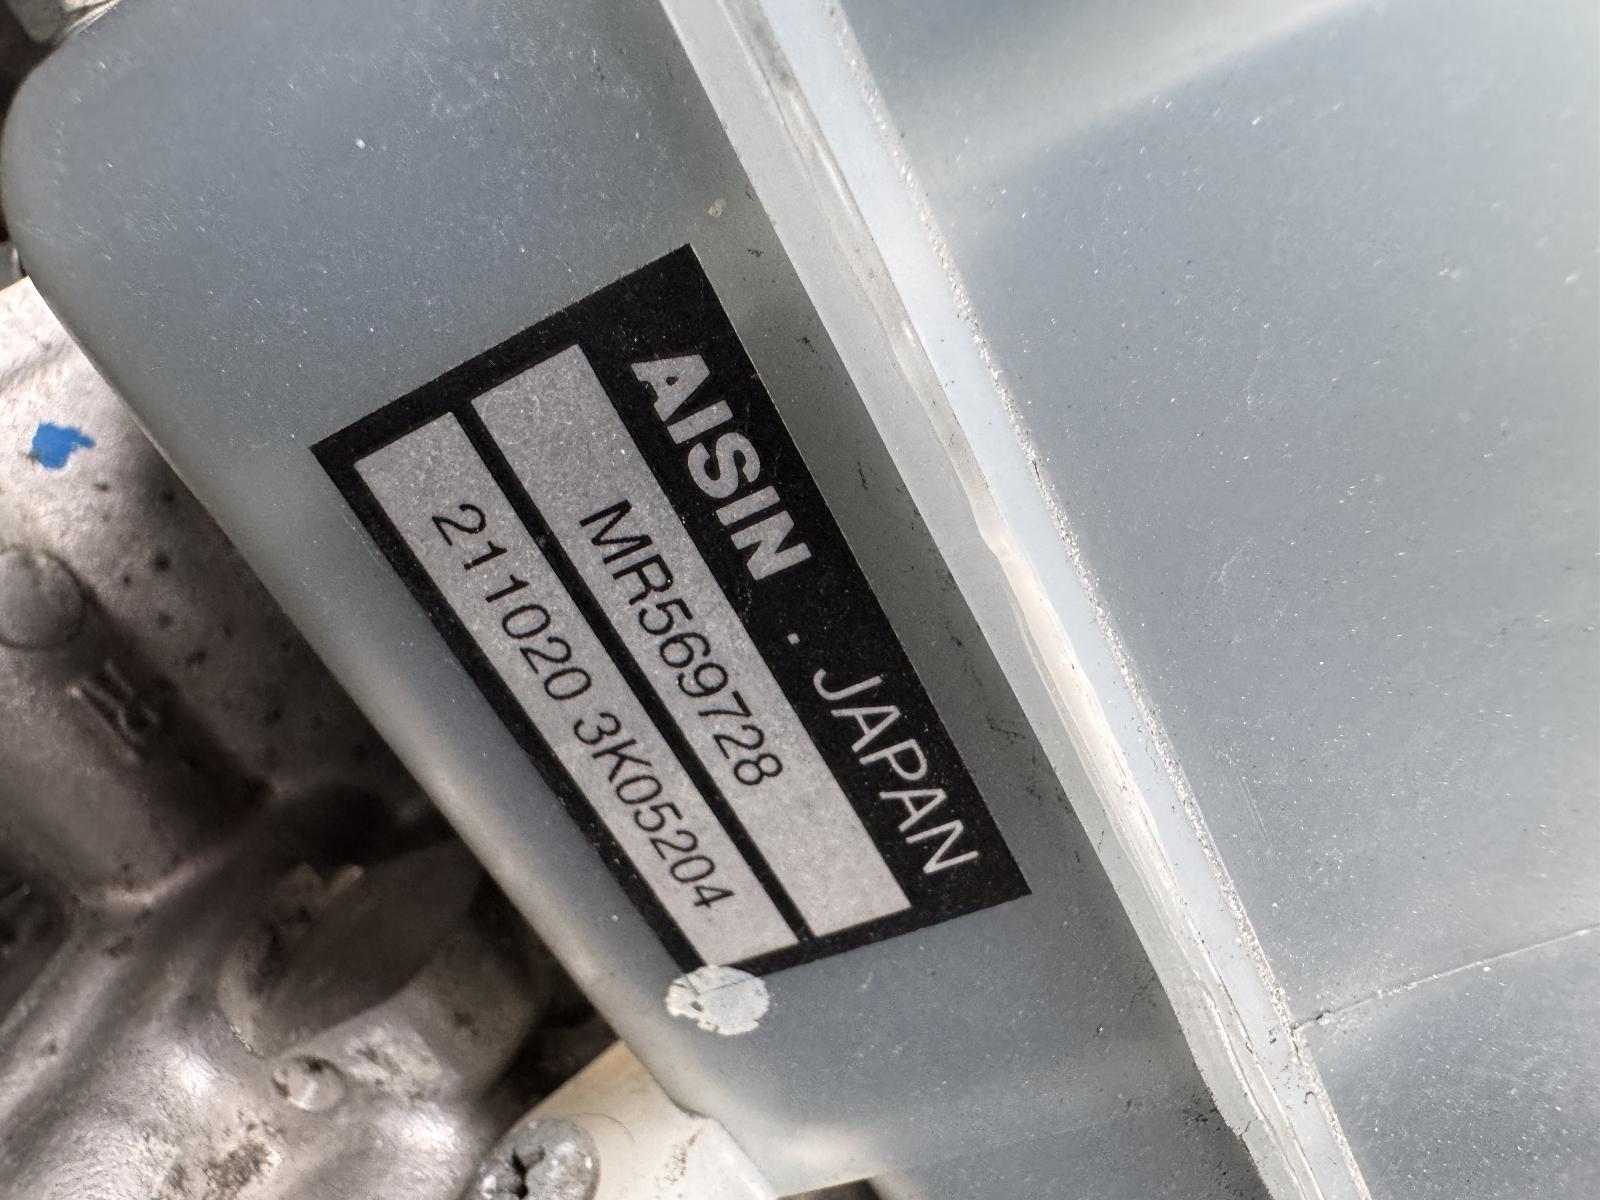 AISIN . JAPAN
MR569728
211020 3K05204